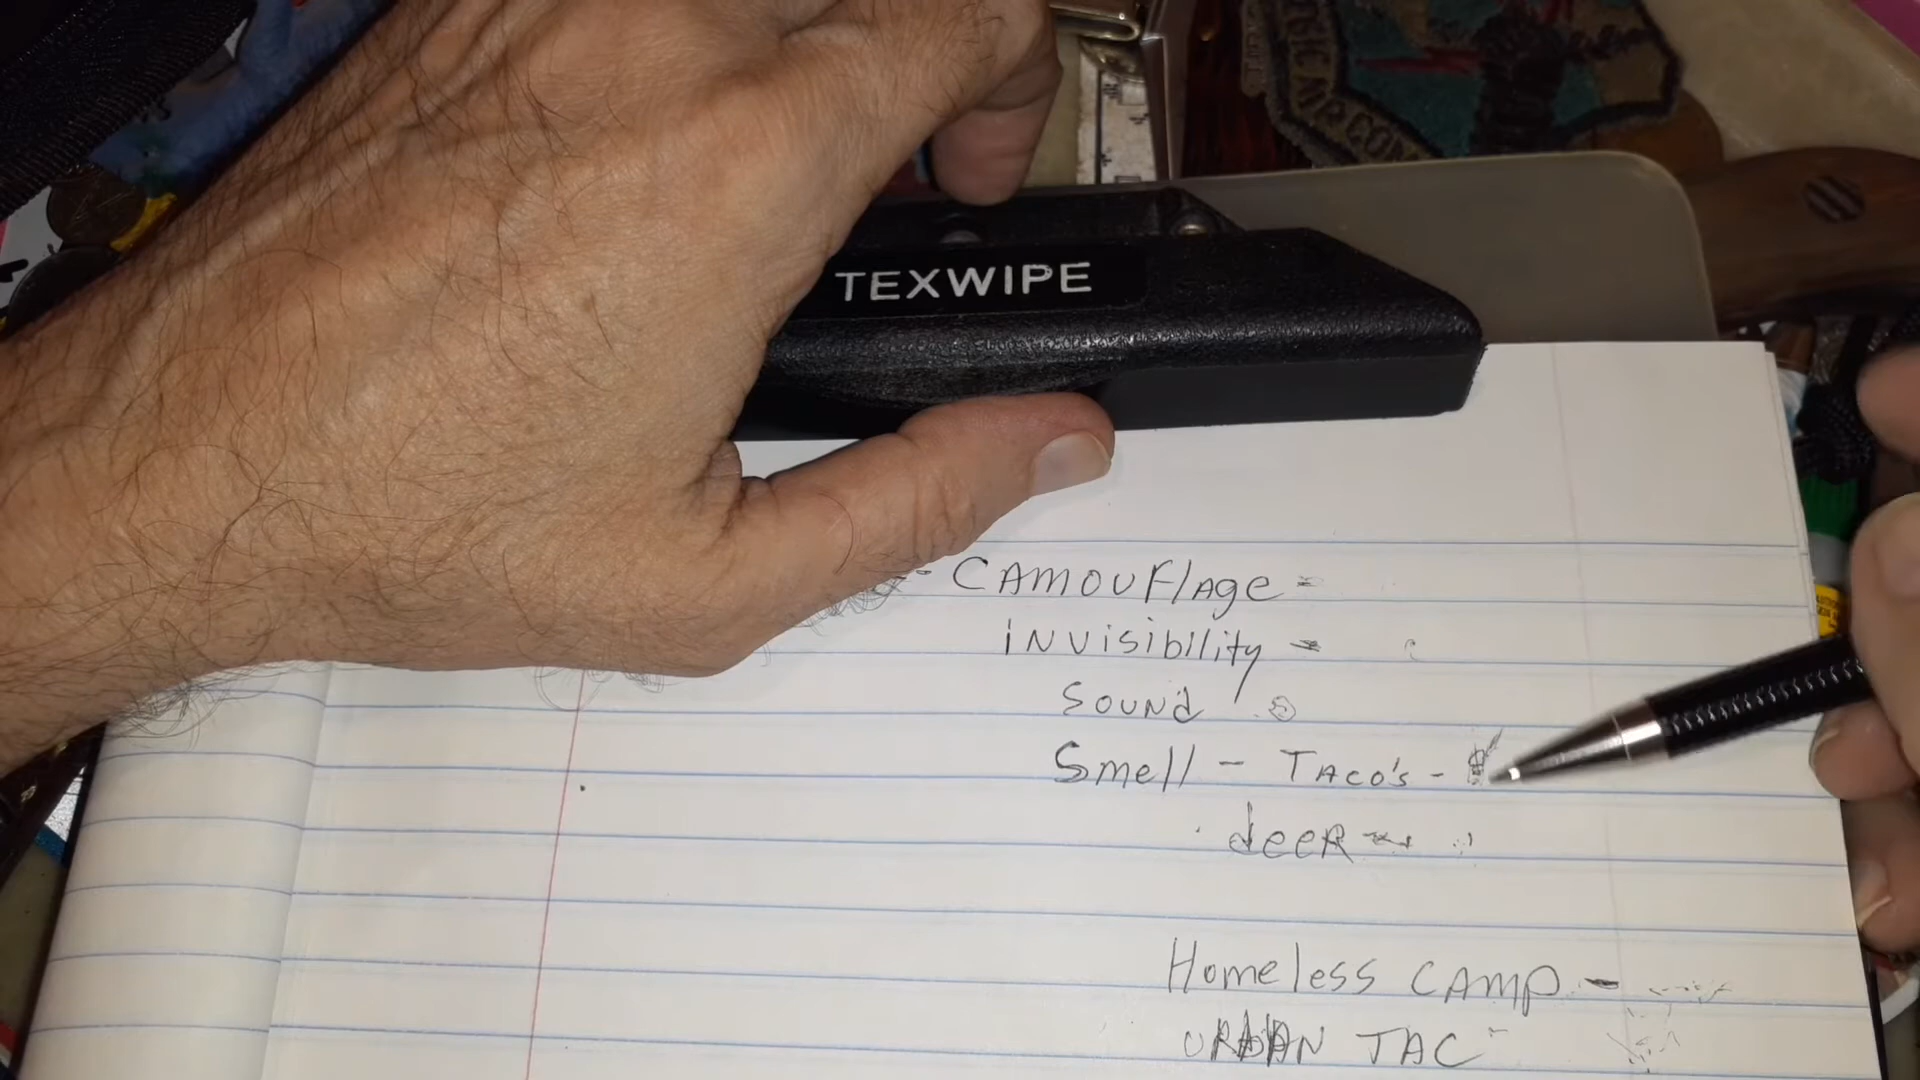 TEXWIPE
- CAMOUFlAge -
iNVisibility -
SOUNd
Smell - TACO's -
deeR -
Homeless CAMP -
URBAN TAC